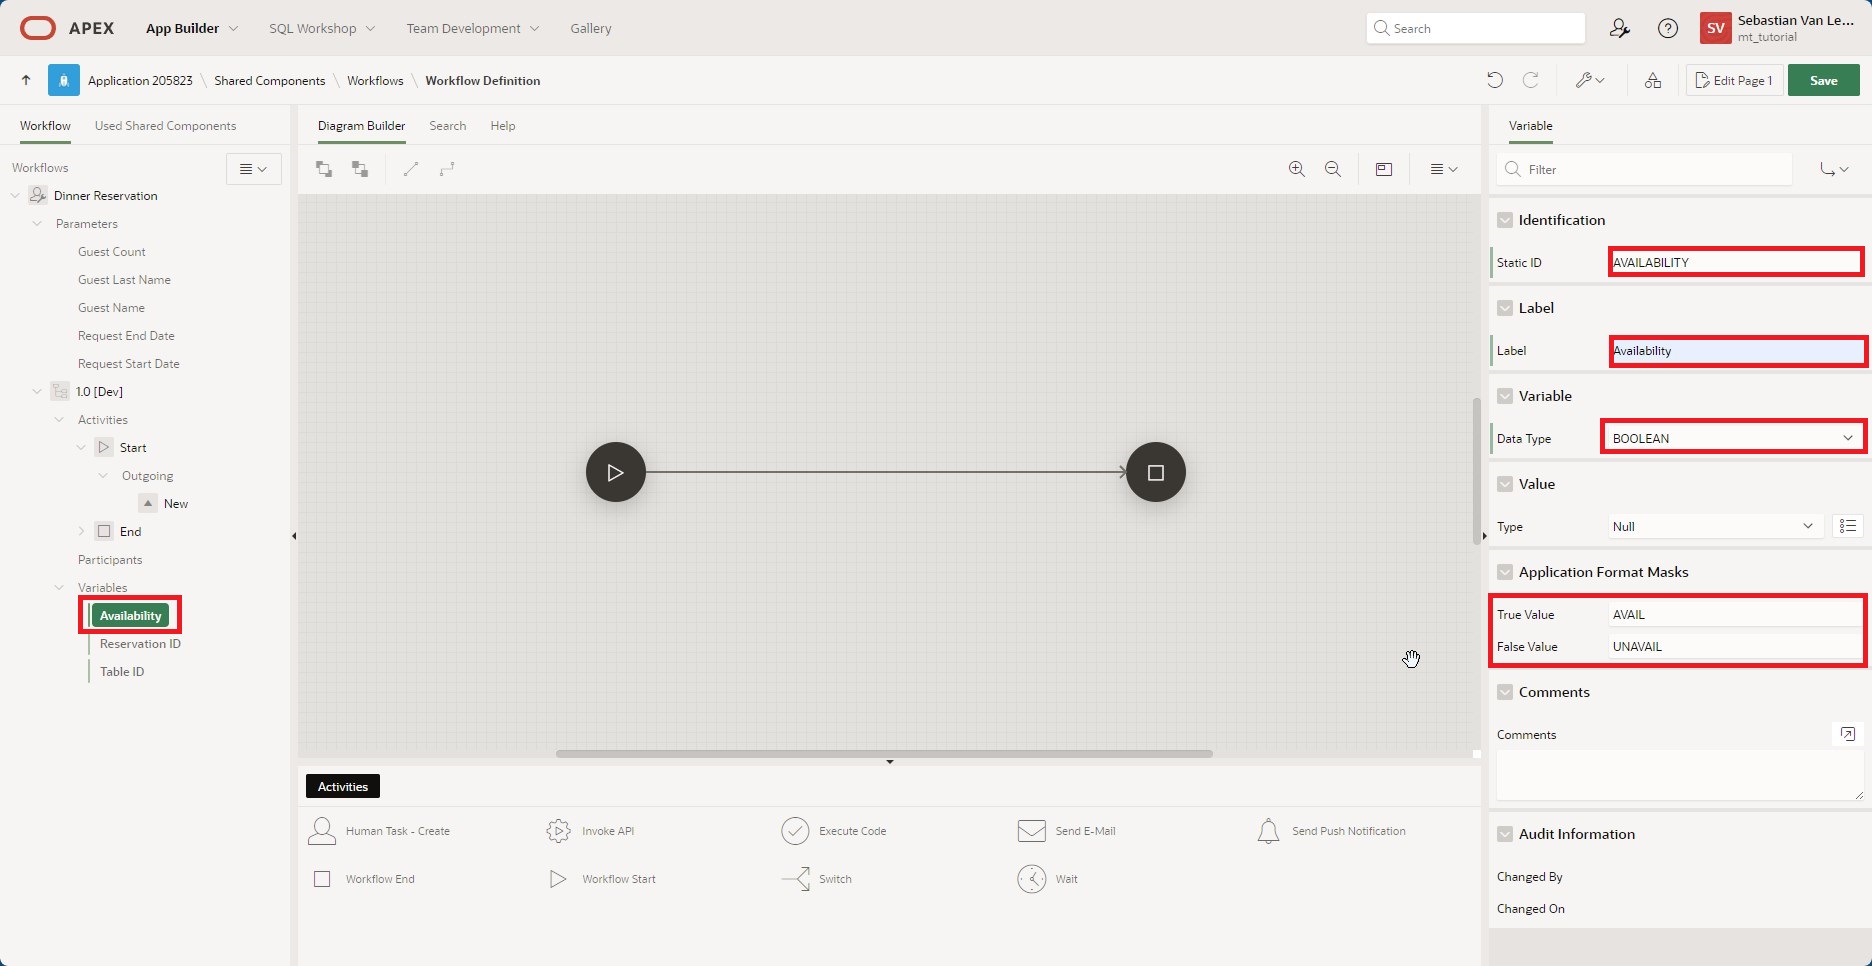 APEX
App Builder
SQL Workshop
Team Development
Gallery
Search
SV
Sebastian Van Le...
mt_tutorial
Application 205823 \ Shared Components \ Workflows \ Workflow Definition
Edit Page 1
Save
Workflow
Used Shared Components
Workflows
Dinner Reservation
Parameters
Guest Count
Guest Last Name
Guest Name
Request End Date
Request Start Date
1.0 [Dev]
Activities
Start
Outgoing
New
End
Participants
Variables
Availability
Reservation ID
Table ID
Diagram Builder
Search
Help
Activities
Human Task - Create
Invoke API
Execute Code
Send E-Mail
Send Push Notification
Workflow End
Workflow Start
Switch
Wait
Variable
Filter
Identification
Static ID AVAILABILITY
Label
Label Availability
Variable
Data Type BOOLEAN
Value
Type Null
Application Format Masks
True Value AVAIL
False Value UNAVAIL
Comments
Comments
Audit Information
Changed By
Changed On